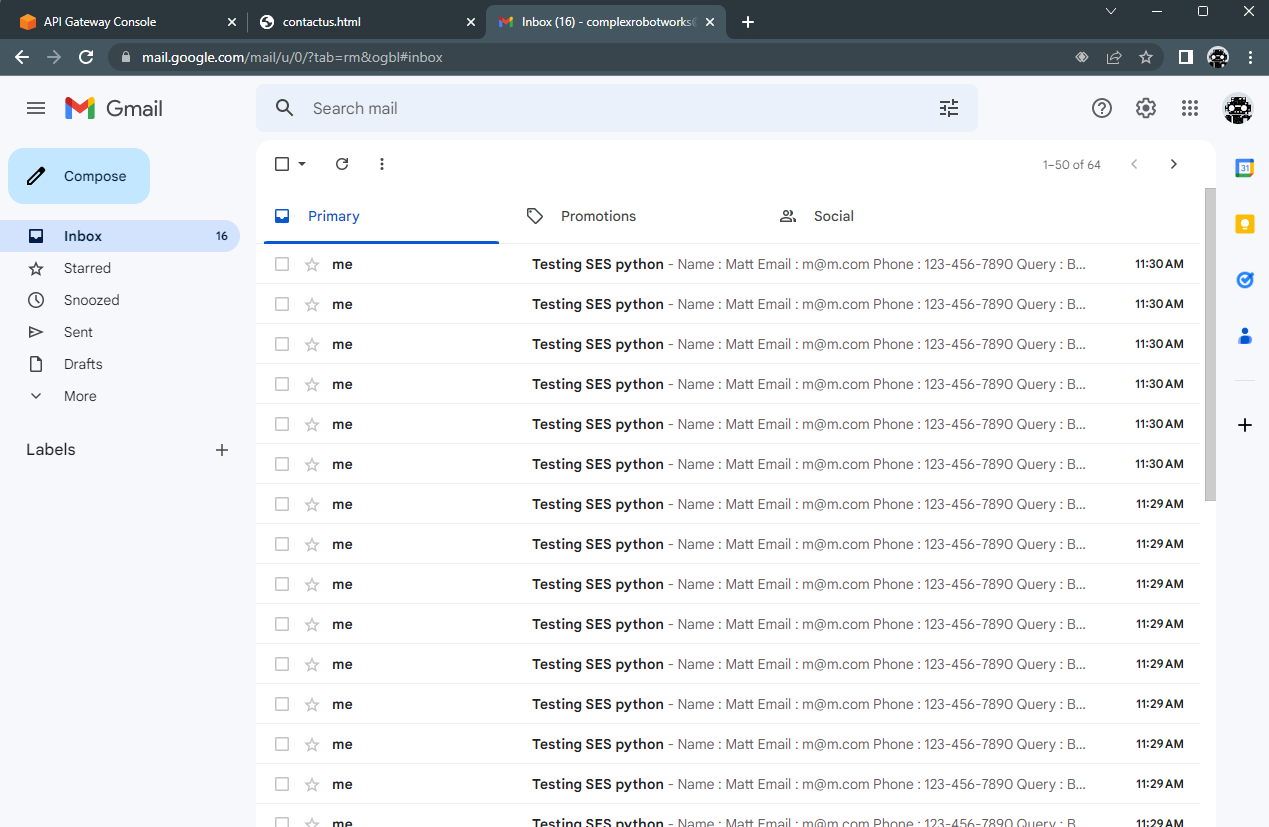 API Gateway Console
contactus.html
Inbox (16) - complexrobotworks
mail.google.com/mail/u/0/?tab=rm&ogbl#inbox
Gmail
Search mail
Compose
1–50 of 64
31
Primary
Promotions
Social
Inbox 16
Starred
Snoozed
Sent
Drafts
More
Labels
me Testing SES python - Name : Matt Email : m@m.com Phone : 123-456-7890 Query : B... 11:30 AM
me Testing SES python - Name : Matt Email : m@m.com Phone : 123-456-7890 Query : B... 11:30 AM
me Testing SES python - Name : Matt Email : m@m.com Phone : 123-456-7890 Query : B... 11:30 AM
me Testing SES python - Name : Matt Email : m@m.com Phone : 123-456-7890 Query : B... 11:30 AM
me Testing SES python - Name : Matt Email : m@m.com Phone : 123-456-7890 Query : B... 11:30 AM
me Testing SES python - Name : Matt Email : m@m.com Phone : 123-456-7890 Query : B... 11:30 AM
me Testing SES python - Name : Matt Email : m@m.com Phone : 123-456-7890 Query : B... 11:29 AM
me Testing SES python - Name : Matt Email : m@m.com Phone : 123-456-7890 Query : B... 11:29 AM
me Testing SES python - Name : Matt Email : m@m.com Phone : 123-456-7890 Query : B... 11:29 AM
me Testing SES python - Name : Matt Email : m@m.com Phone : 123-456-7890 Query : B... 11:29 AM
me Testing SES python - Name : Matt Email : m@m.com Phone : 123-456-7890 Query : B... 11:29 AM
me Testing SES python - Name : Matt Email : m@m.com Phone : 123-456-7890 Query : B... 11:29 AM
me Testing SES python - Name : Matt Email : m@m.com Phone : 123-456-7890 Query : B... 11:29 AM
me Testing SES python - Name : Matt Email : m@m.com Phone : 123-456-7890 Query : B... 11:29 AM
me Testing SES python - Name : Matt Email : m@m.com Phone : 123-456-7890 Query : B... 11:29 AM